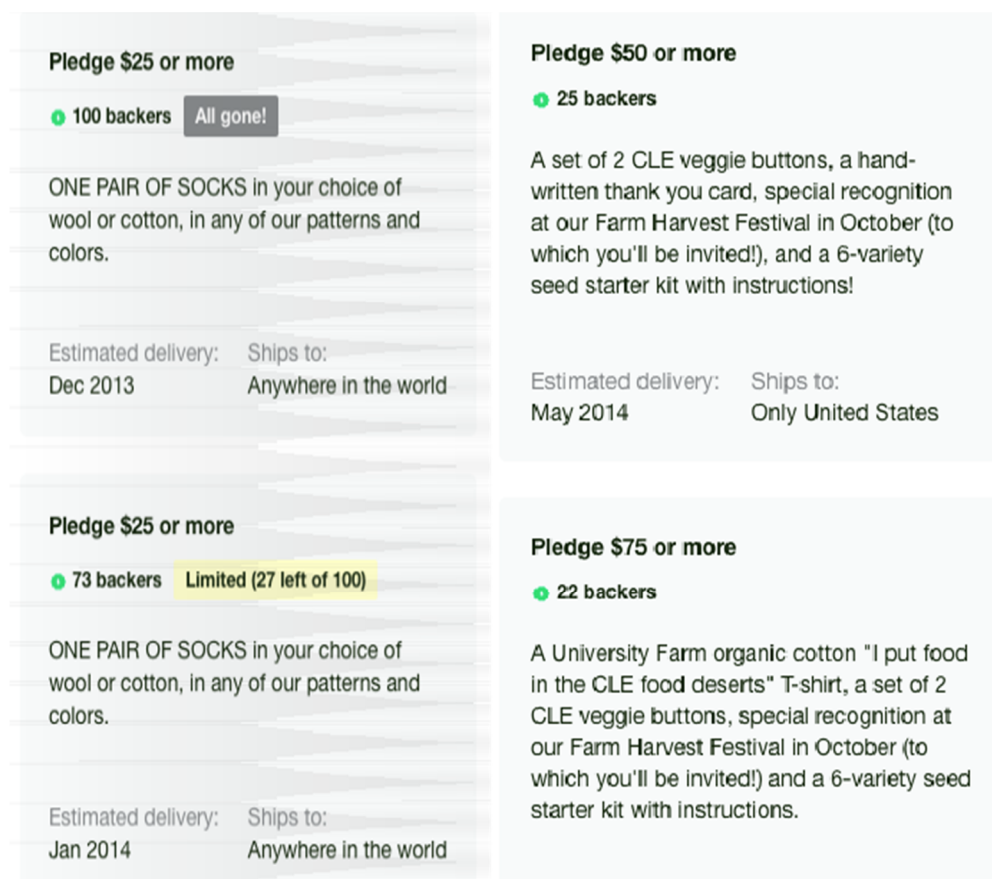 Pledge $25 or more
100 backers All gone!
ONE PAIR OF SOCKS in your choice of
wool or cotton, in any of our patterns and
colors.
Estimated delivery: Ships to:
Dec 2013 Anywhere in the world
Pledge $25 or more
73 backers Limited (27 left of 100)
ONE PAIR OF SOCKS in your choice of
wool or cotton, in any of our patterns and
colors.
Estimated delivery: Ships to:
Jan 2014 Anywhere in the world
Pledge $50 or more
25 backers
A set of 2 CLE veggie buttons, a hand-
written thank you card, special recognition
at our Farm Harvest Festival in October (to
which you'll be invited!), and a 6-variety
seed starter kit with instructions!
Estimated delivery: Ships to:
May 2014 Only United States
Pledge $75 or more
22 backers
A University Farm organic cotton "I put food
in the CLE food deserts" T-shirt, a set of 2
CLE veggie buttons, special recognition at
our Farm Harvest Festival in October (to
which you'll be invited!) and a 6-variety seed
starter kit with instructions.